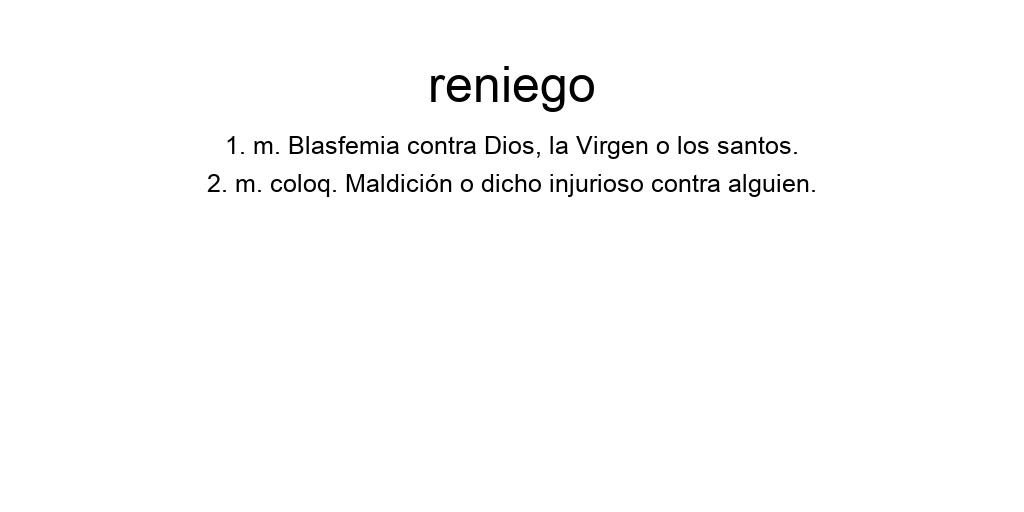 reniego
1. m. Blasfemia contra Dios, la Virgen o los santos.
2. m. coloq. Maldición o dicho injurioso contra alguien.